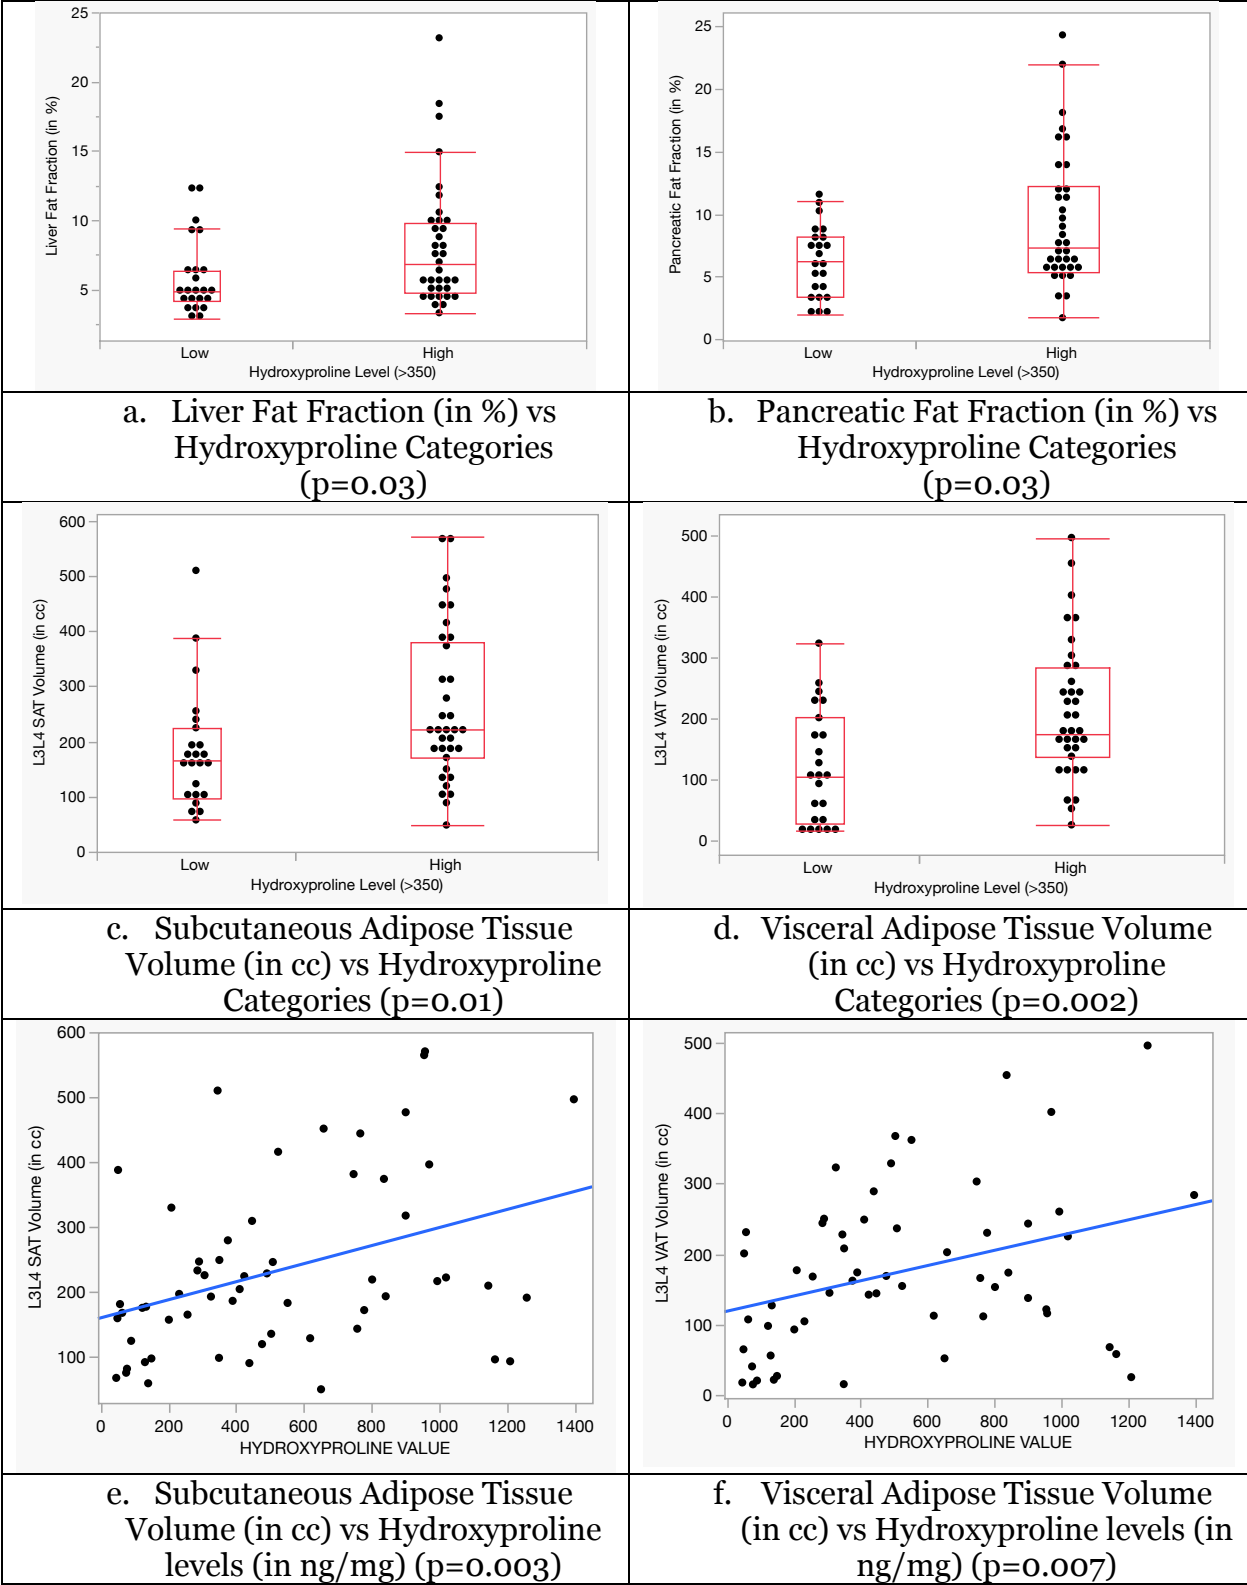 25
20
15
10
5
Liver Fat Fraction (in %)
Low
High
Hydroxyproline Level (>350)
25
20
15
10
5
0
Pancreatic Fat Fraction (in %)
Low
High
Hydroxyproline Level (>350)
a. Liver Fat Fraction (in %) vs
Hydroxyproline Categories
(p=0.03)
b. Pancreatic Fat Fraction (in %) vs
Hydroxyproline Categories
(p=0.03)
600
500
400
300
200
100
0
L3L4 SAT Volume (in cc)
Low
High
Hydroxyproline Level (>350)
500
400
300
200
100
0
L3L4 VAT Volume (in cc)
Low
High
Hydroxyproline Level (>350)
c. Subcutaneous Adipose Tissue
Volume (in cc) vs Hydroxyproline
Categories (p=0.01)
d. Visceral Adipose Tissue Volume
(in cc) vs Hydroxyproline
Categories (p=0.002)
600
500
400
300
200
100
L3L4 SAT Volume (in cc)
0 200 400 600 800 1000 1200 1400
HYDROXYPROLINE VALUE
500
400
300
200
100
0
L3L4 VAT Volume (in cc)
0 200 400 600 800 1000 1200 1400
HYDROXYPROLINE VALUE
e. Subcutaneous Adipose Tissue
Volume (in cc) vs Hydroxyproline
levels (in ng/mg) (p=0.003)
f. Visceral Adipose Tissue Volume
(in cc) vs Hydroxyproline levels (in
ng/mg) (p=0.007)